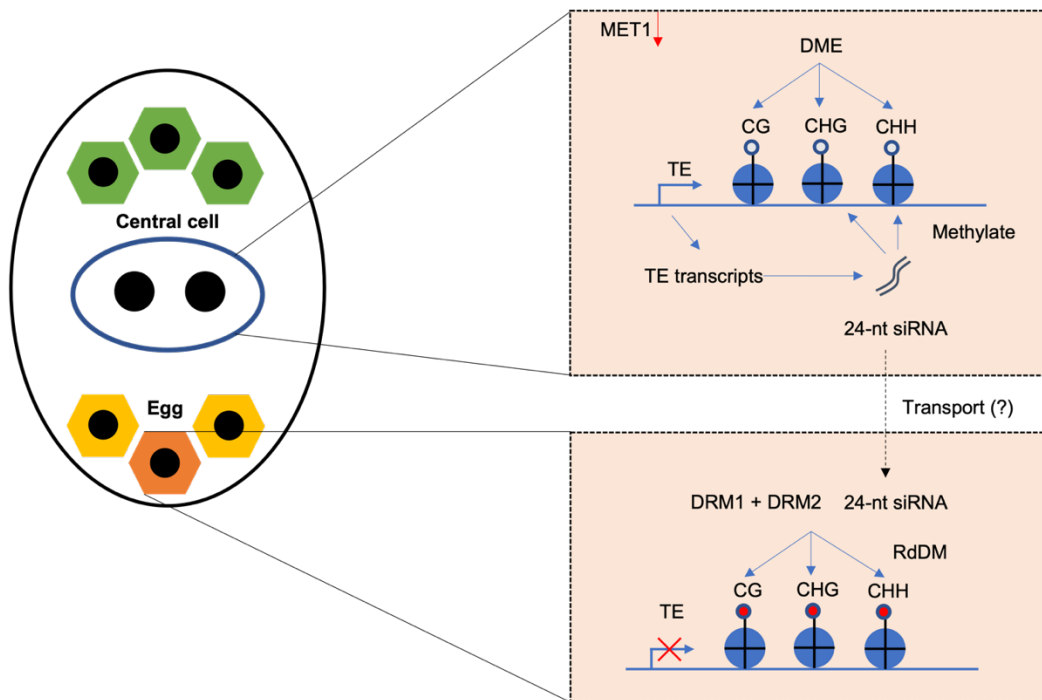 Central cell
Egg
MET1
DME
CG CHG CHH
TE
Methylate
TE transcripts
24-nt siRNA
Transport (?)
DRM1 + DRM2 24-nt siRNA
RdDM
CG CHG CHH
TE